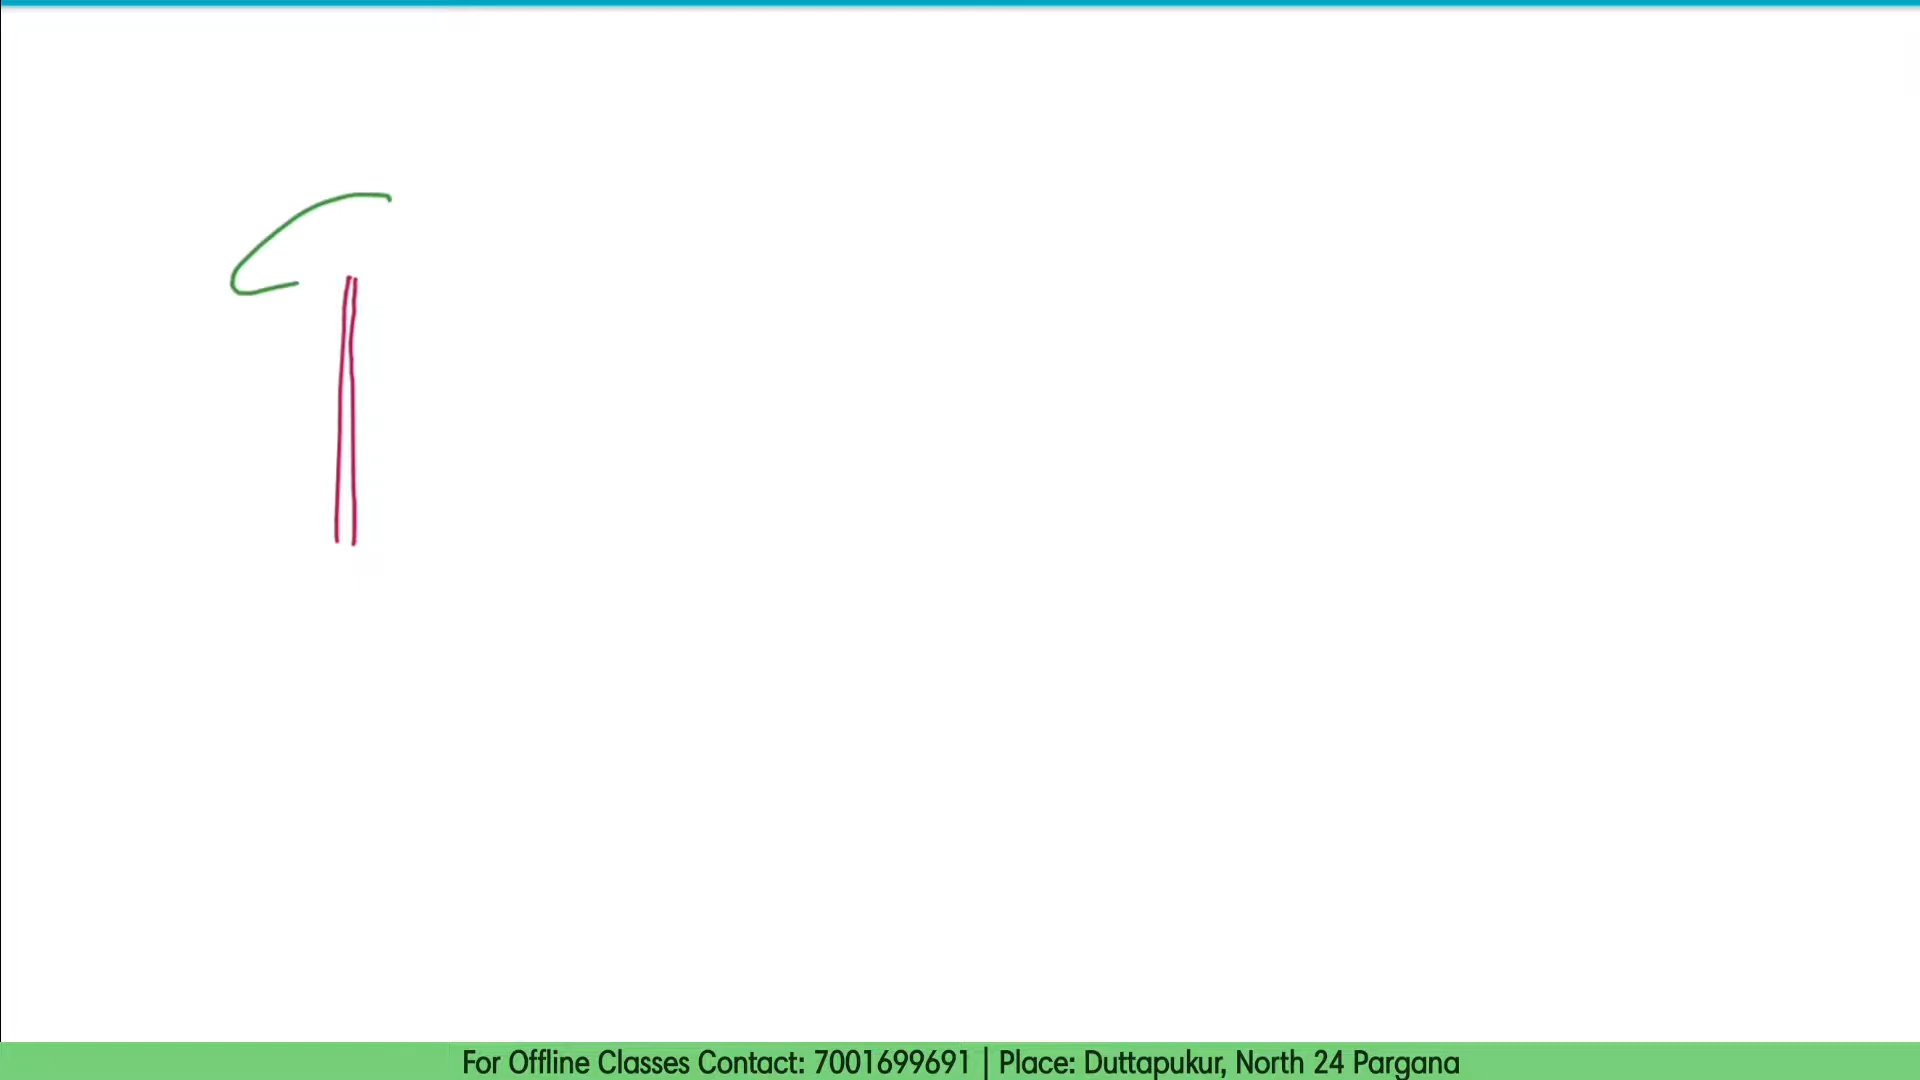 For Offline Classes Contact: 7001699691 | Place: Duttapukur, North 24 Pargana